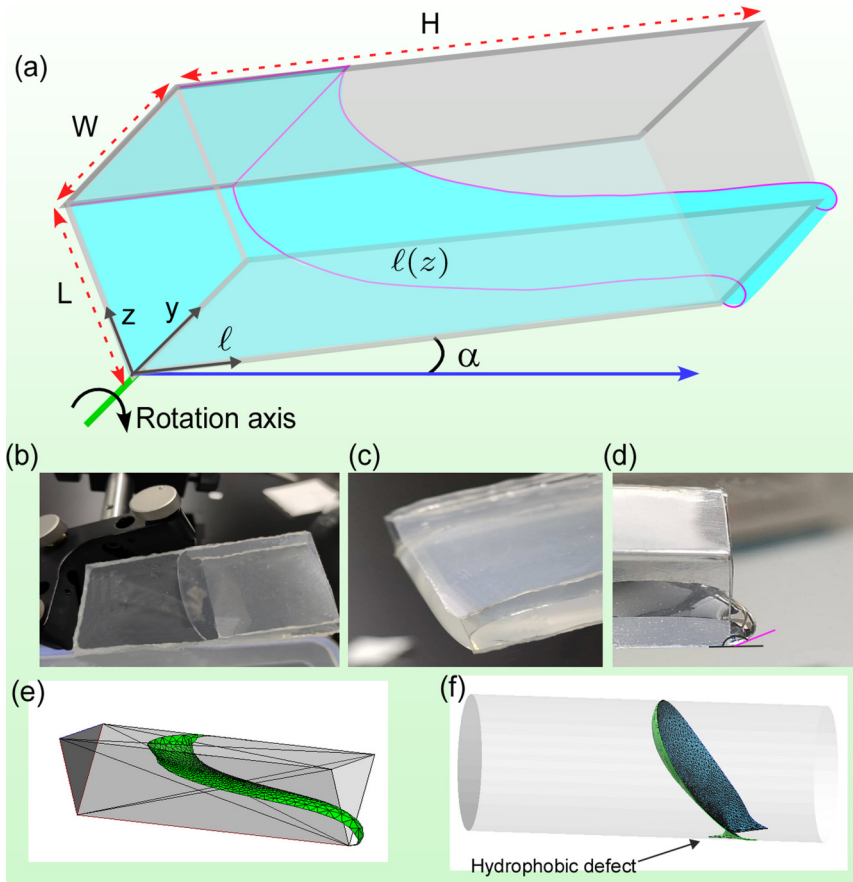 (a)
H
W
L
z
y
ℓ
ℓ(z)
α
Rotation axis
(b)
(c)
(d)
(e)
(f)
Hydrophobic defect